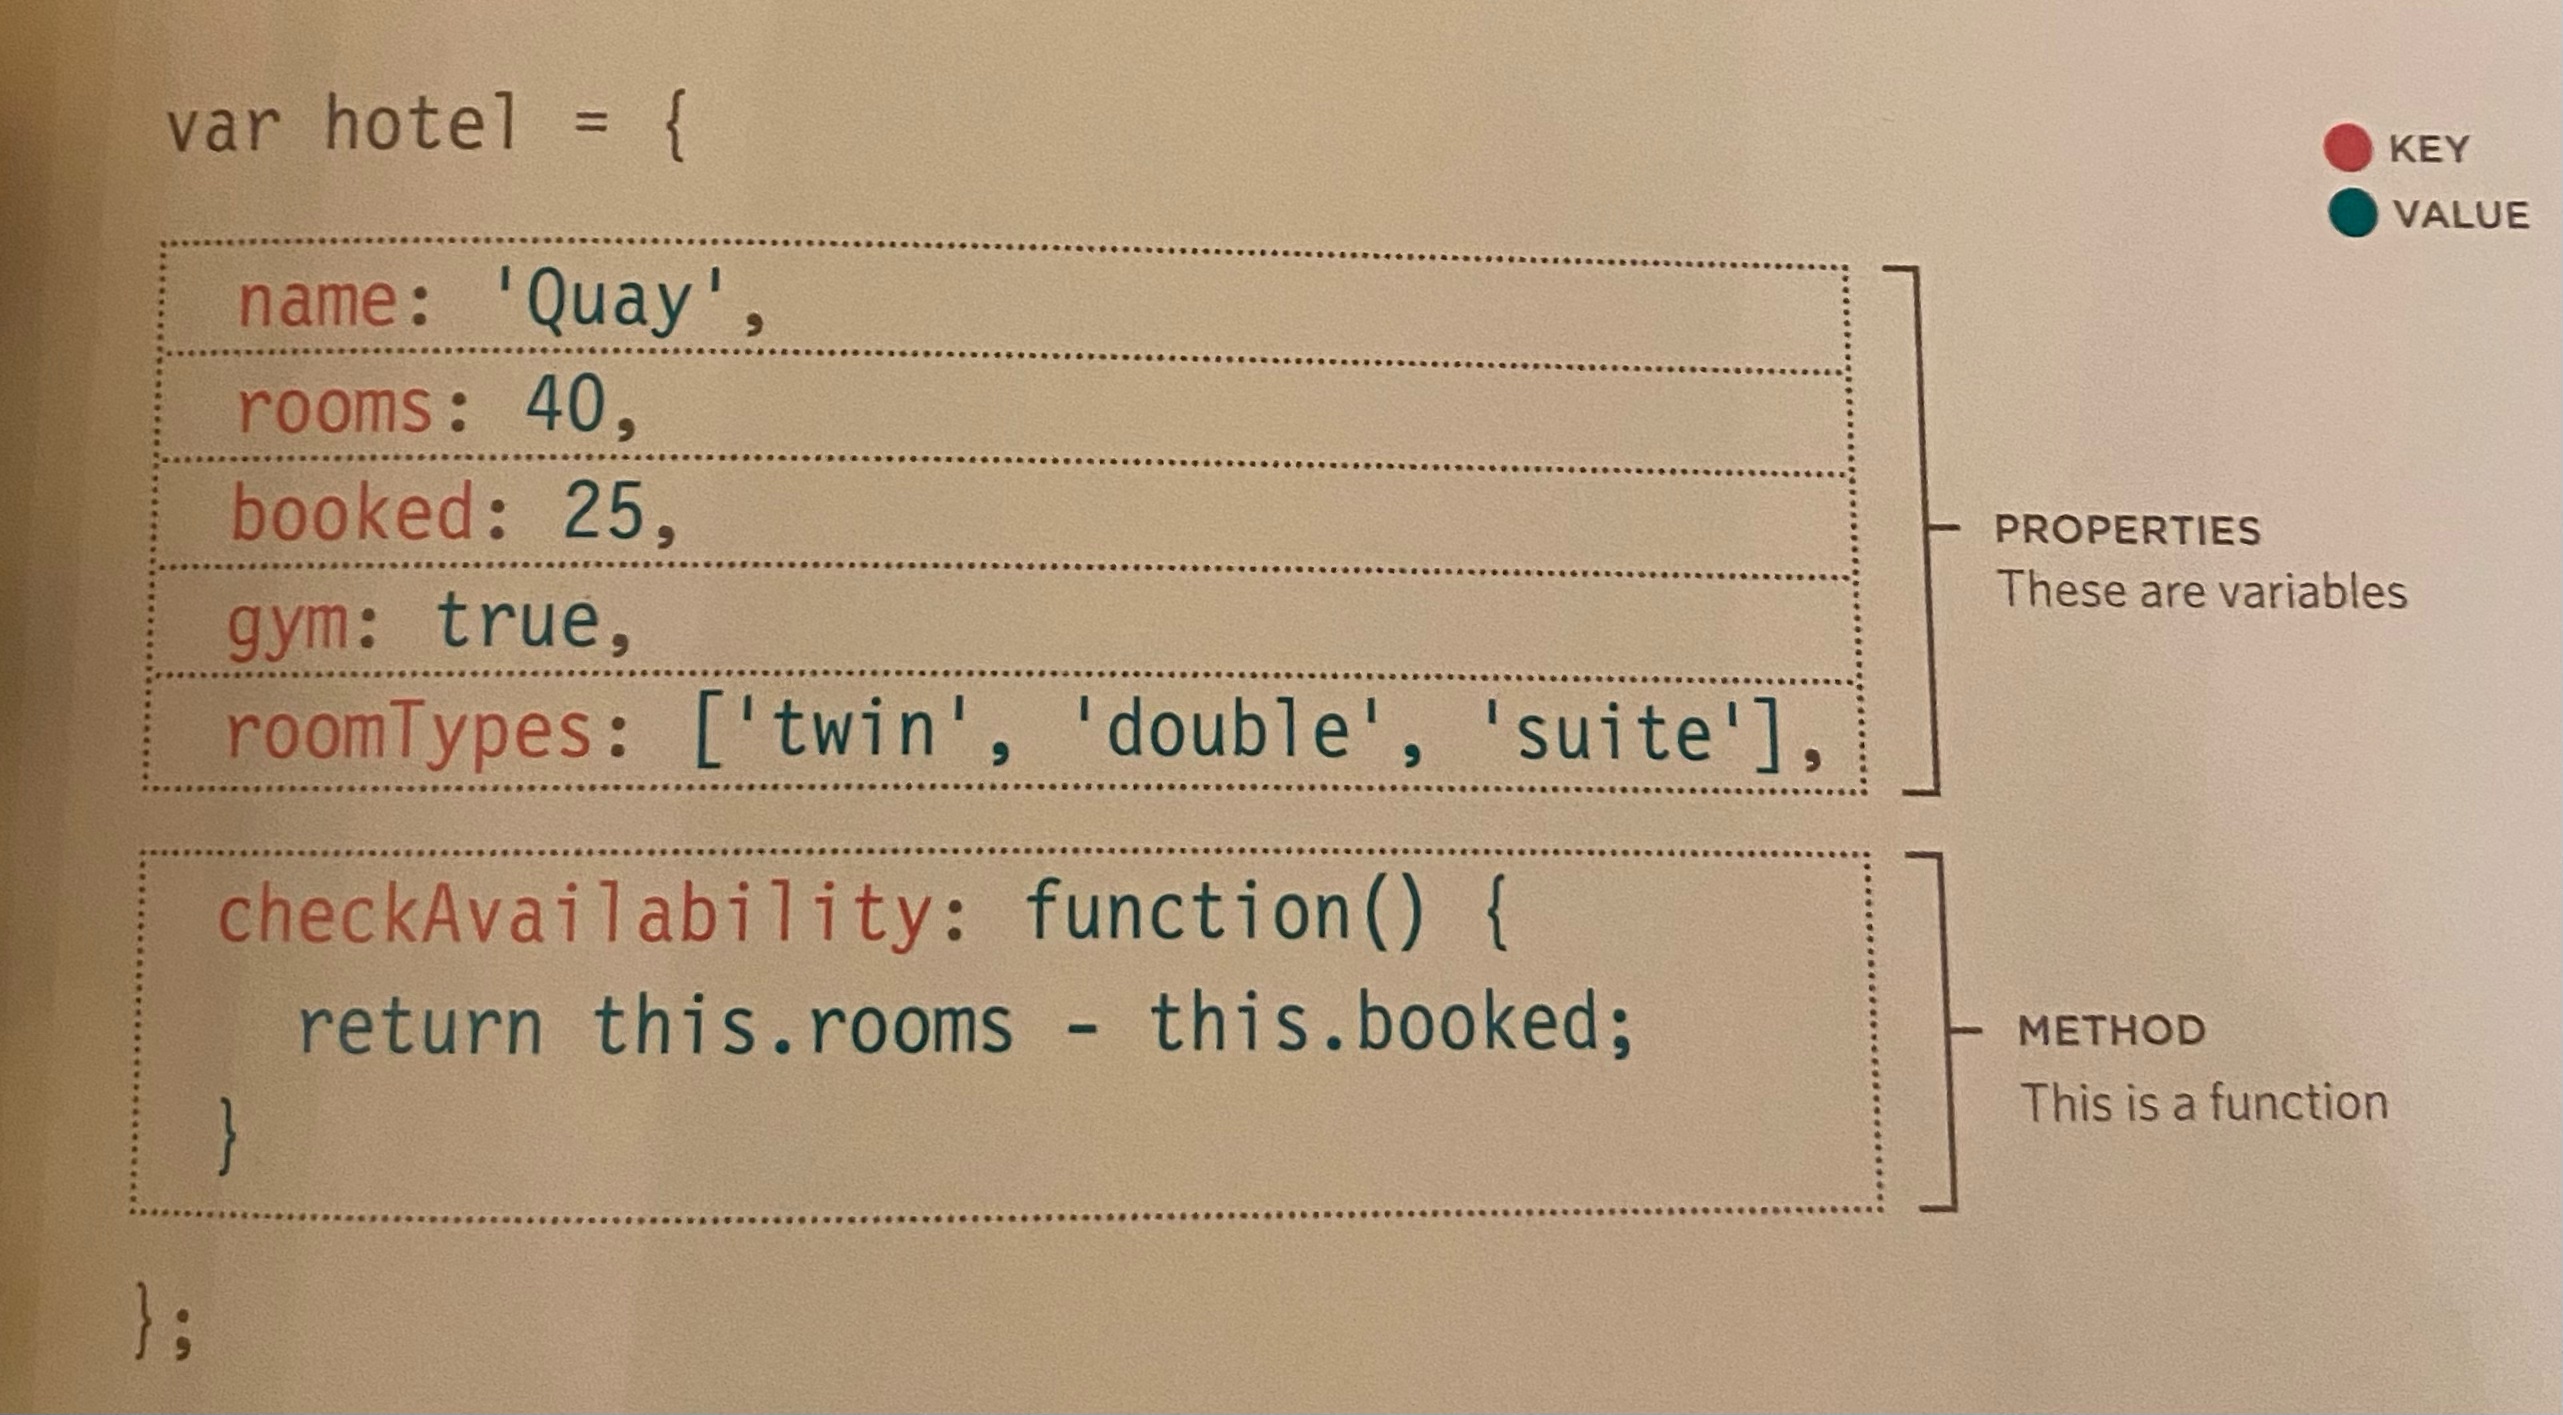 var hotel = {
KEY
VALUE
name: 'Quay',
rooms: 40,
booked: 25,
gym: true,
roomTypes: ['twin', 'double', 'suite'],
PROPERTIES
These are variables
checkAvailability: function() {
return this.rooms - this.booked;
}
METHOD
This is a function
};